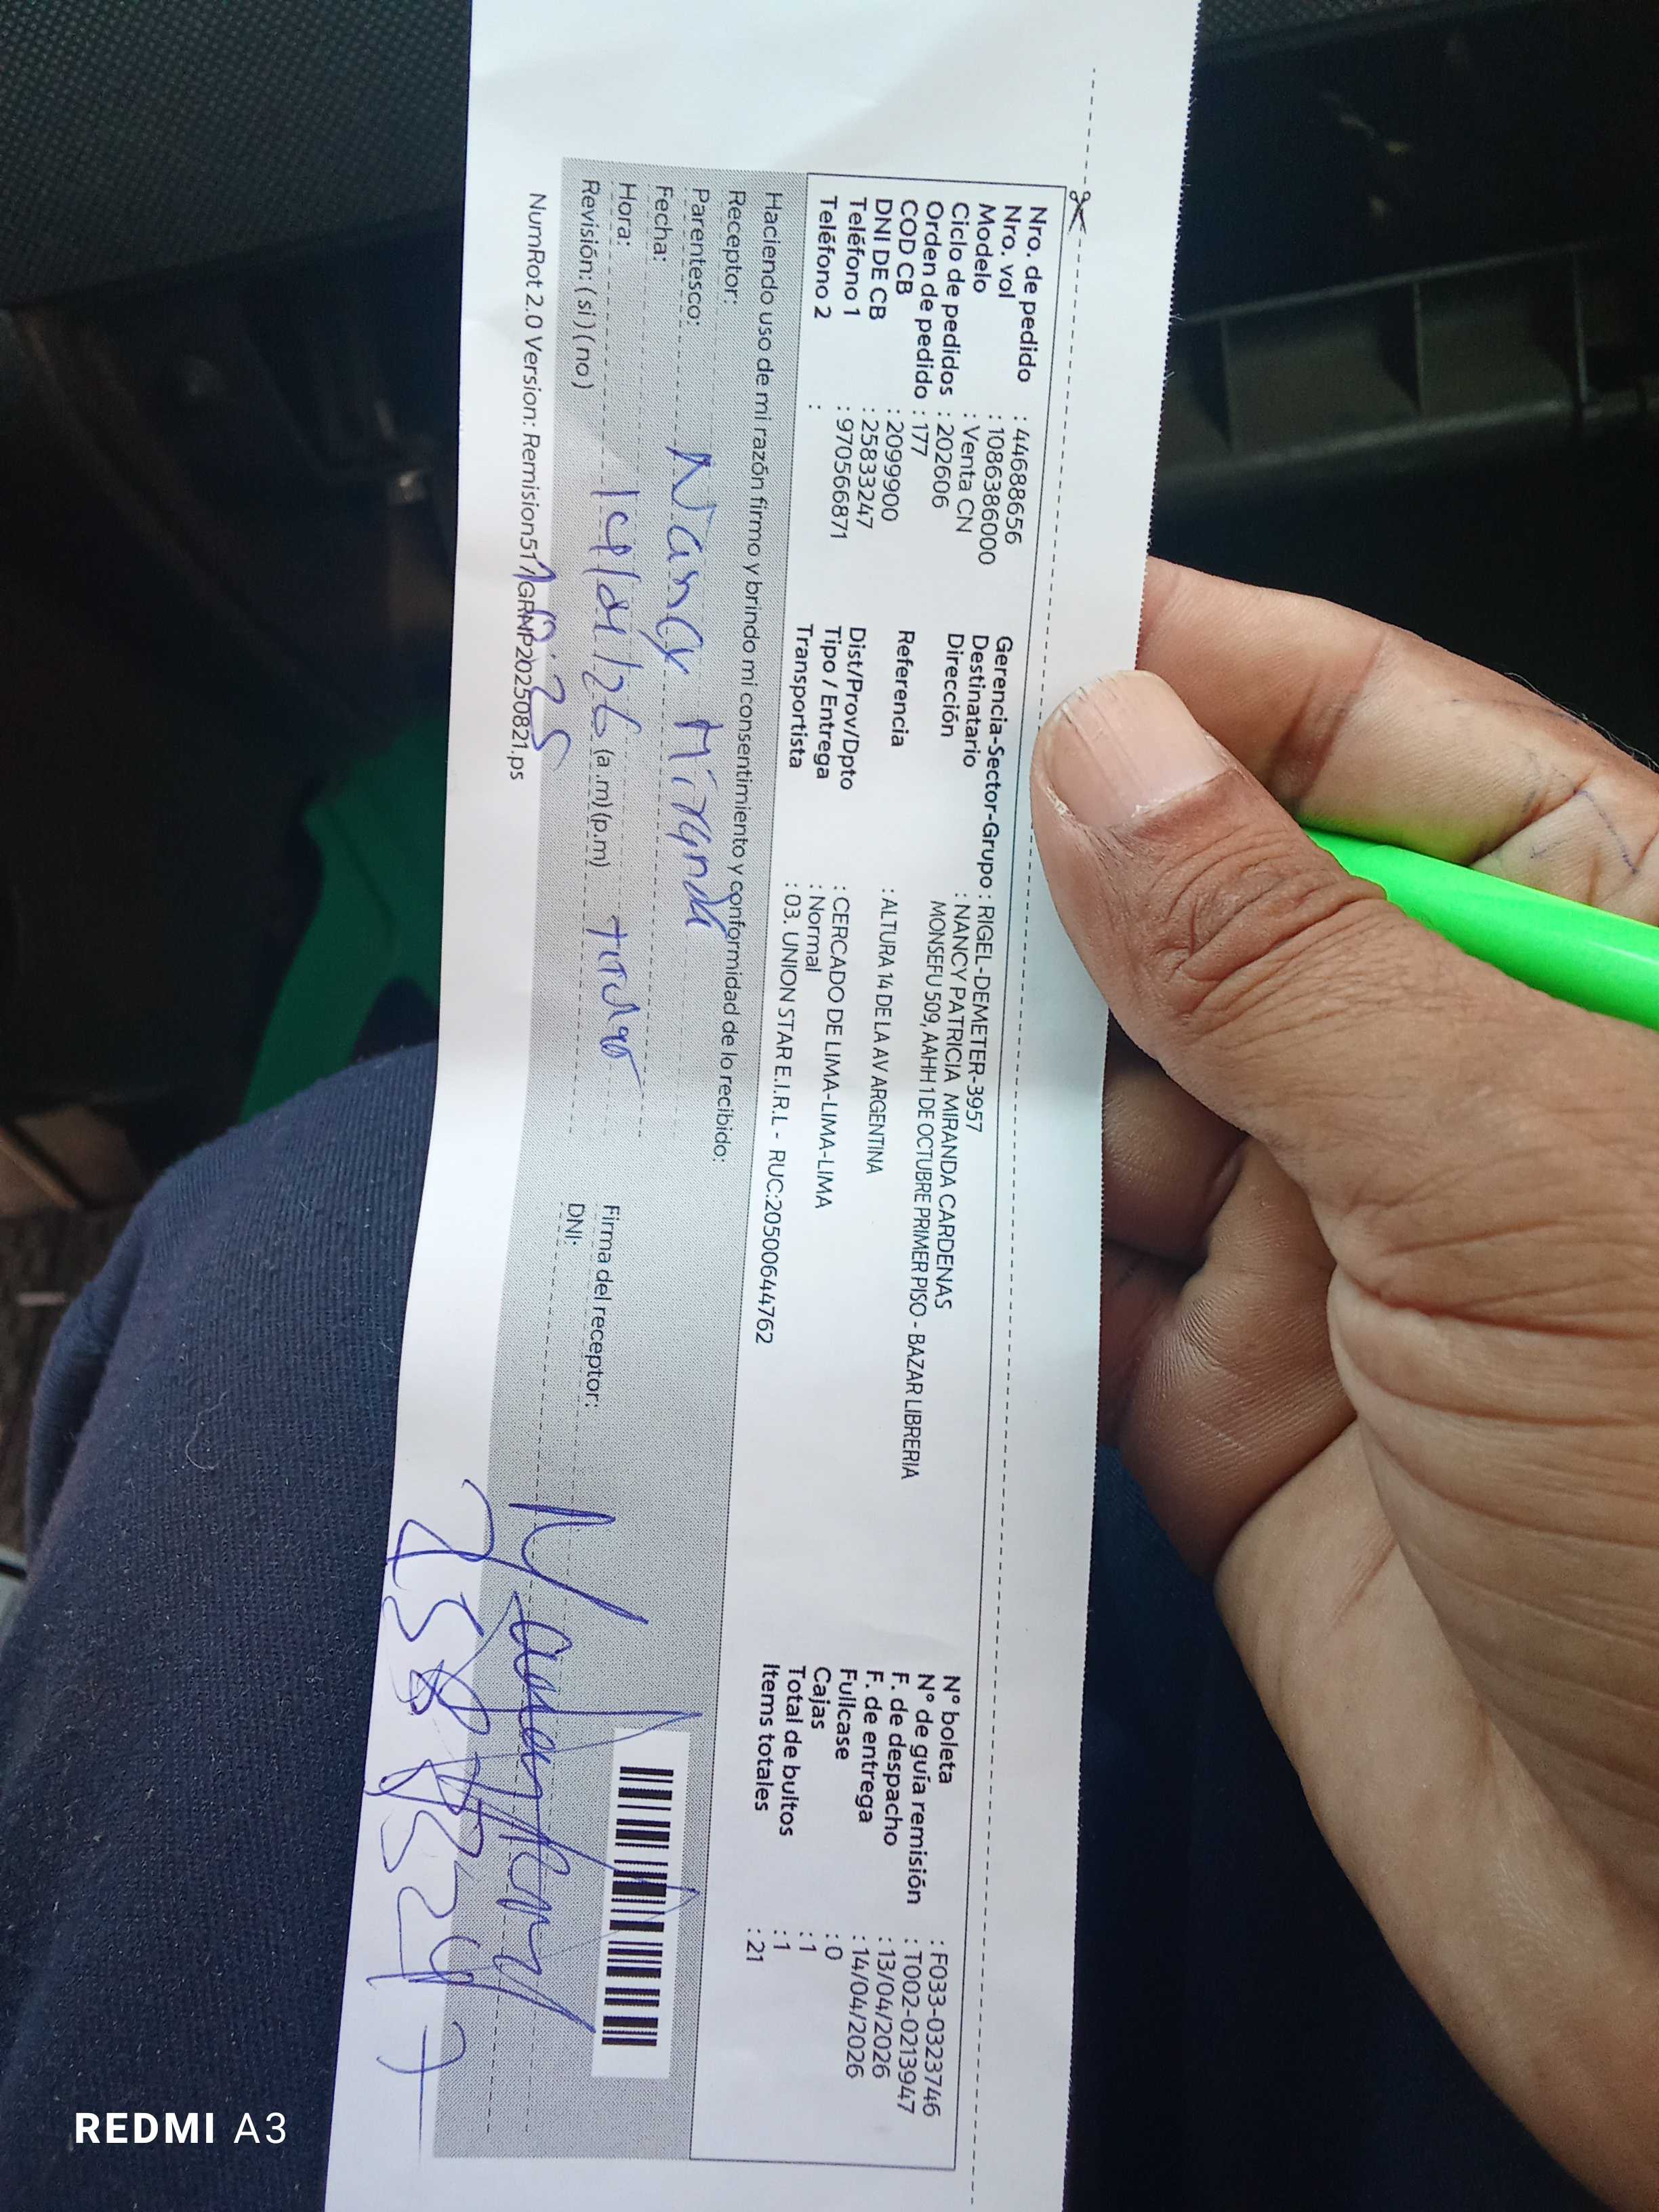 Nro. de pedido : 44688656
Nro. vol : 1086386000
Modelo : Venta CN
Ciclo de pedidos : 202606
Orden de pedido : 177
COD CB : 2099900
DNI DE CB : 25833247
Teléfono 1 : 970566871
Teléfono 2 :
Gerencia-Sector-Grupo : RIGEL-DEMETER-3957
Destinatario : NANCY PATRICIA MIRANDA CARDENAS
Dirección MONSEFU 509, AAHH 1 DE OCTUBRE PRIMER PISO - BAZAR LIBRERIA
Referencia : ALTURA 14 DE LA AV ARGENTINA
Dist/Prov/Dpto : CERCADO DE LIMA-LIMA-LIMA
Tipo / Entrega : Normal
Transportista : 03. UNION STAR E.I.R.L - RUC:20500644762
N° boleta : F033-0323746
N° de guía remisión : T002-0213947
F. de despacho : 13/04/2026
F. de entrega : 14/04/2026
Fullcase : 0
Cajas : 1
Total de bultos : 1
Items totales : 21
Haciendo uso de mi razón firmo y brindo mi consentimiento y conformidad de lo recibido:
Receptor: Nancy Miranda
Parentesco: Titular
Fecha: 14/04/26
Hora: (a.m)(p.m)
Revisión: ( si ) ( no )
Firma del receptor:
DNI: 25833247
NumRot 2.0 Version: Remision511GRNP20250821.ps
REDMI A3